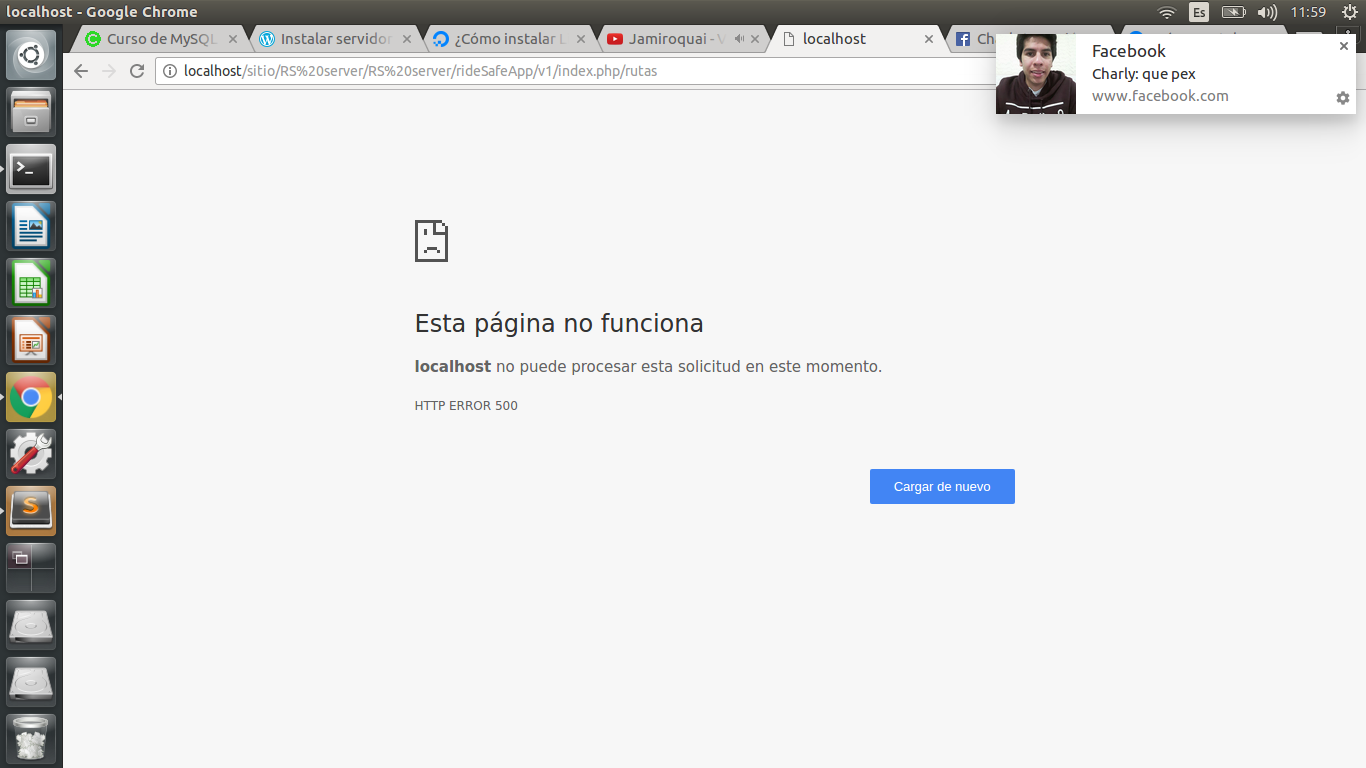 localhost - Google Chrome
Es
11:59
Curso de MySQL
Instalar servidor
¿Cómo instalar L
Jamiroquai - V
localhost
localhost/sitio/RS%20server/RS%20server/rideSafeApp/v1/index.php/rutas
Facebook
Charly: que pex
www.facebook.com
Esta página no funciona
localhost no puede procesar esta solicitud en este momento.
HTTP ERROR 500
Cargar de nuevo